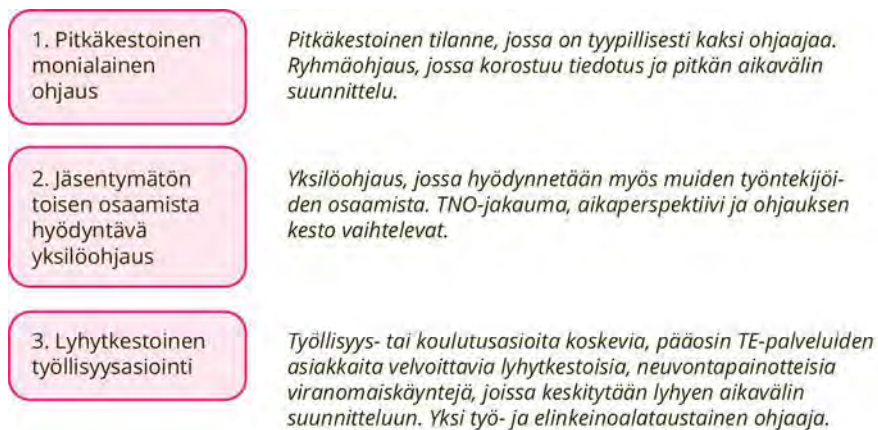 1. Pitkäkestoinen
monialainen
ohjaus
Pitkäkestoinen tilanne, jossa on tyypillisesti kaksi ohjaajaa.
Ryhmäohjaus, jossa korostuu tiedotus ja pitkän aikavälin
suunnittelu.
2. Jäsentymätön
toisen osaamista
hyödyntävä
yksilöohjaus
Yksilöohjaus, jossa hyödynnetään myös muiden työntekijöi-
den osaamista. TNO-jakauma, aikaperspektiivi ja ohjauksen
kesto vaihtelevat.
3. Lyhytkestoinen
työllisyysasiointi
Työllisyys- tai koulutusasioita koskevia, pääosin TE-palveluiden
asiakkaita velvoittavia lyhytkestoisia, neuvontapainotteisia
viranomaiskäyntejä, joissa keskitytään lyhyen aikavälin
suunnitteluun. Yksi työ- ja elinkeinoalataustainen ohjaaja.